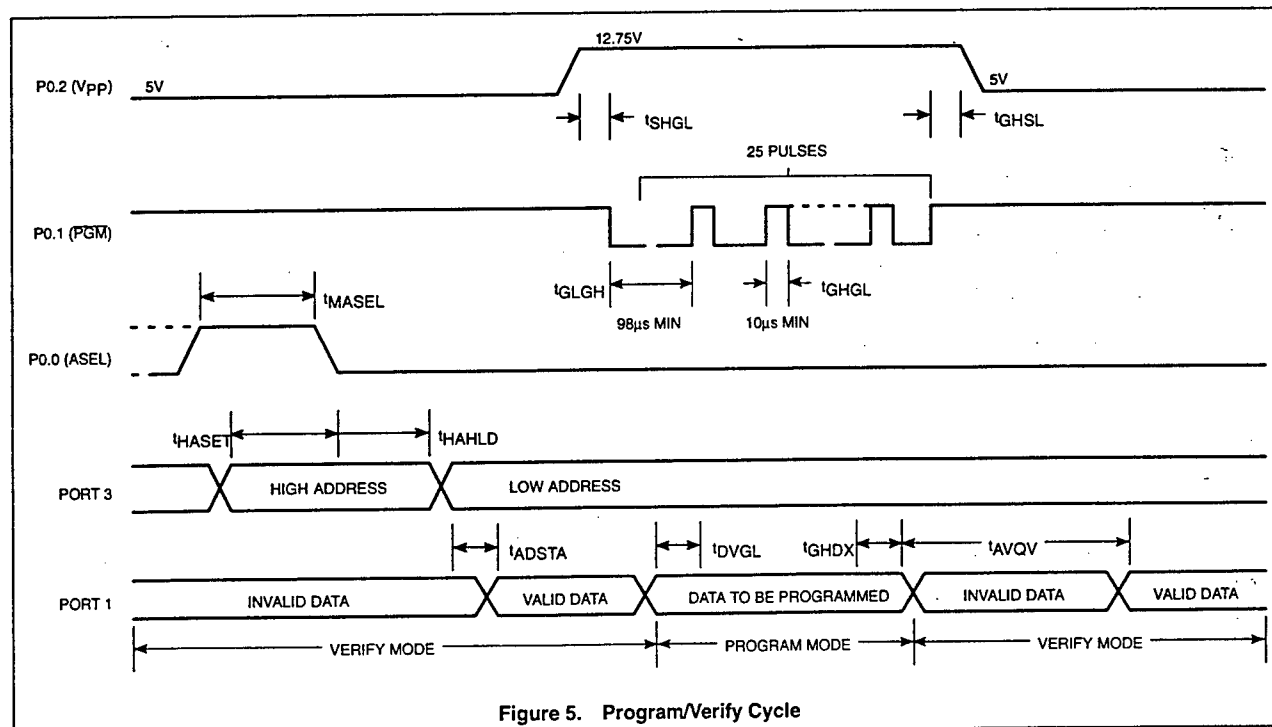 12.75V
P0.2 (VPP)
5V
5V
tSHGL
tGHSL
25 PULSES
P0.1 (PGM)
tMASEL
tGLGH
tGHGL
98µs MIN
10µs MIN
P0.0 (ASEL)
tHASET
tHAHLD
PORT 3
HIGH ADDRESS
LOW ADDRESS
tADSTA
tDVGL
tGHDX
tAVQV
PORT 1
INVALID DATA
VALID DATA
DATA TO BE PROGRAMMED
INVALID DATA
VALID DATA
VERIFY MODE
PROGRAM MODE
VERIFY MODE
Figure 5. Program/Verify Cycle